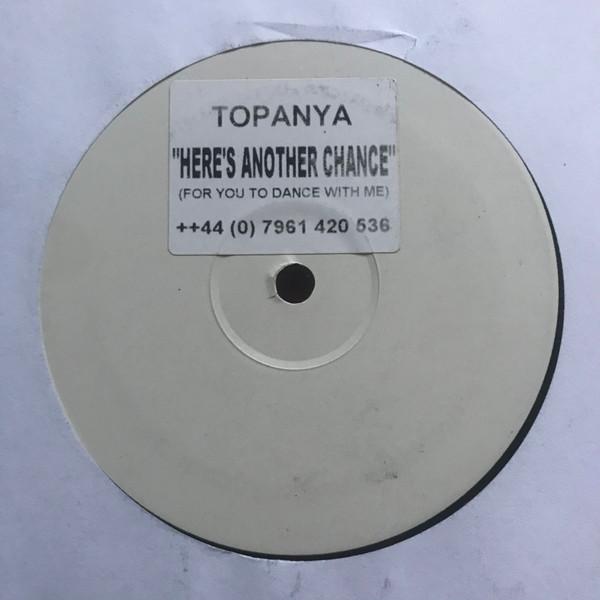 TOPANYA
"HERE'S ANOTHER CHANCE"
(FOR YOU TO DANCE WITH ME)
++44 (0) 7961 420 536